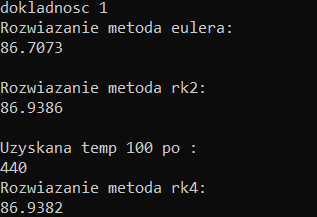 dokladnosc 1
Rozwiazanie metoda eulera:
86.7073
Rozwiazanie metoda rk2:
86.9386
Uzyskana temp 100 po :
440
Rozwiazanie metoda rk4:
86.9382